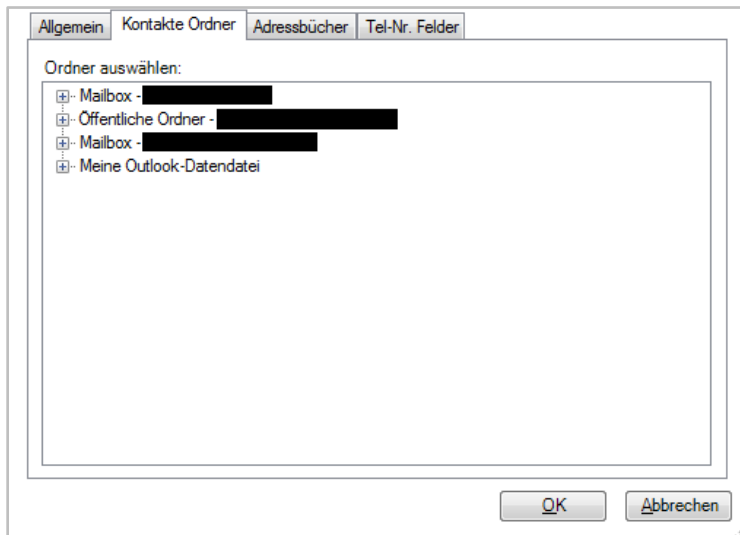 Allgemein Kontakte Ordner Adressbücher Tel-Nr. Felder
Ordner auswählen:
Mailbox -
Öffentliche Ordner -
Mailbox -
Meine Outlook-Datendatei
OK Abbrechen